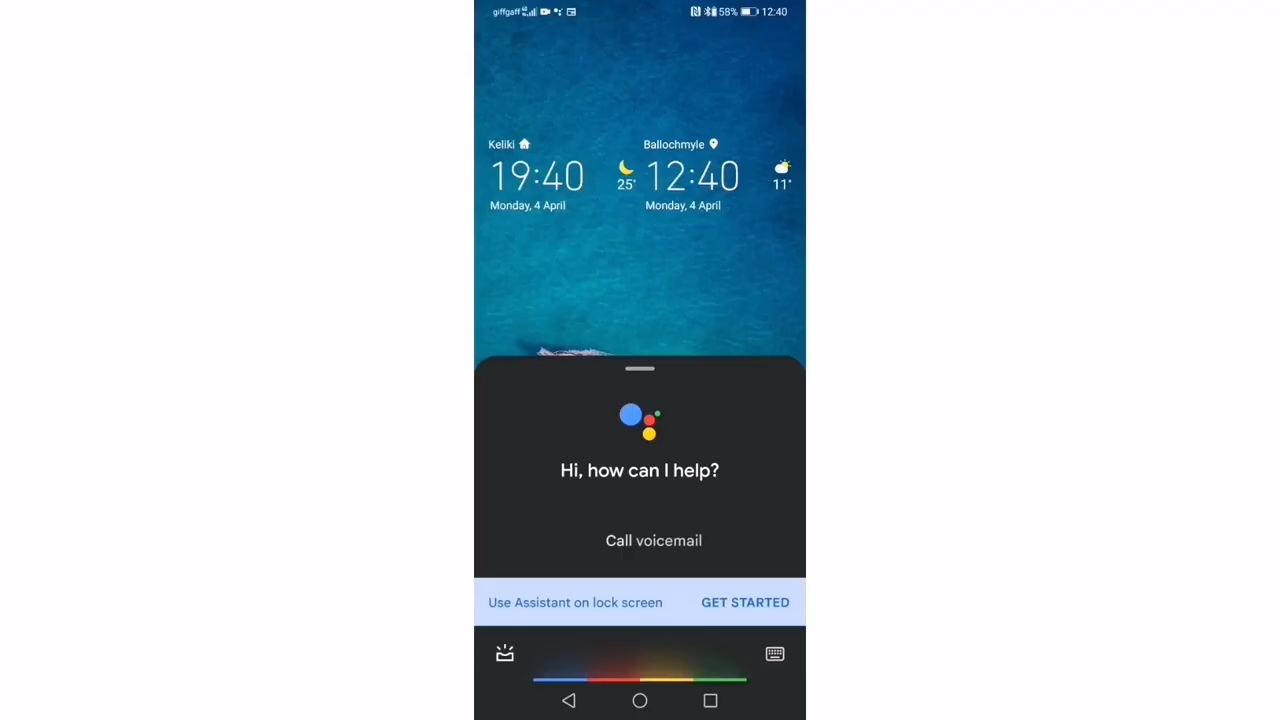 giffgaff 58% 12:40
Keliki
19:40
25°
Monday, 4 April
Ballochmyle
12:40
11°
Monday, 4 April
Hi, how can I help?
Call voicemail
Use Assistant on lock screen GET STARTED